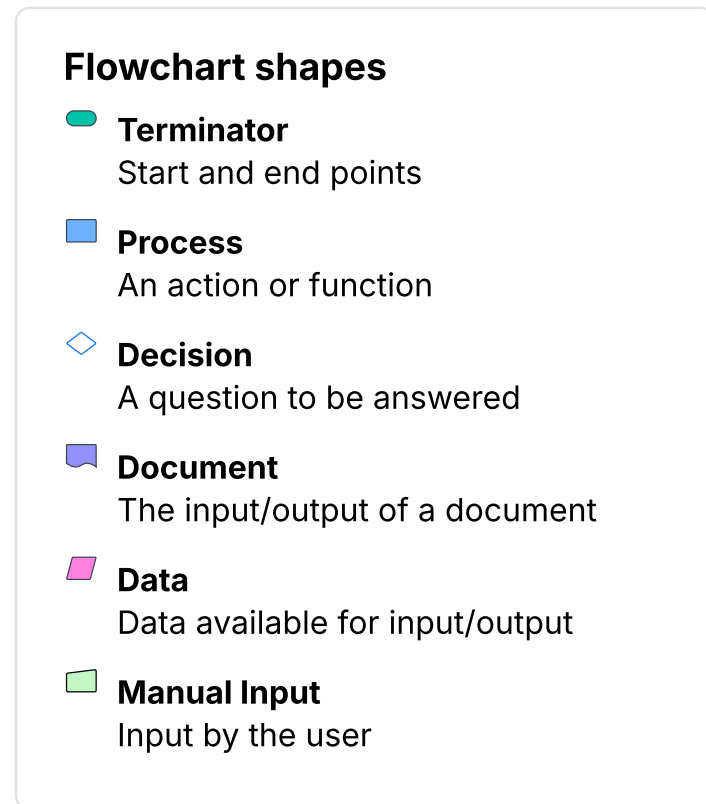 Flowchart shapes
Terminator
Start and end points
Process
An action or function
Decision
A question to be answered
Document
The input/output of a document
Data
Data available for input/output
Manual Input
Input by the user